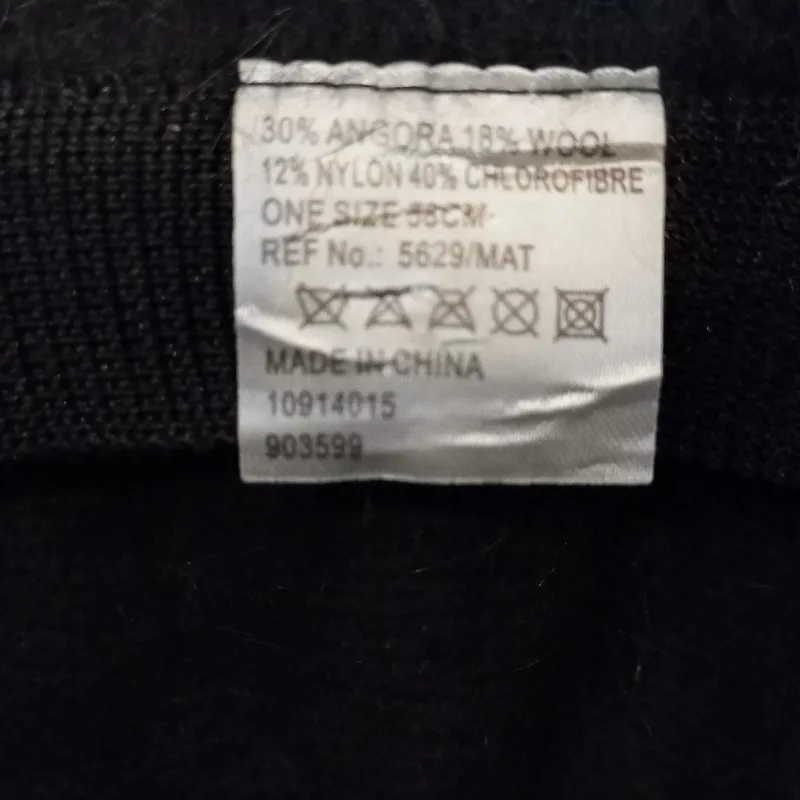 30% ANGORA 18% WOOL
12% NYLON 40% CHLOROFIBRE
ONE SIZE 58CM
REF No.: 5629/MAT
MADE IN CHINA
10914015
903599